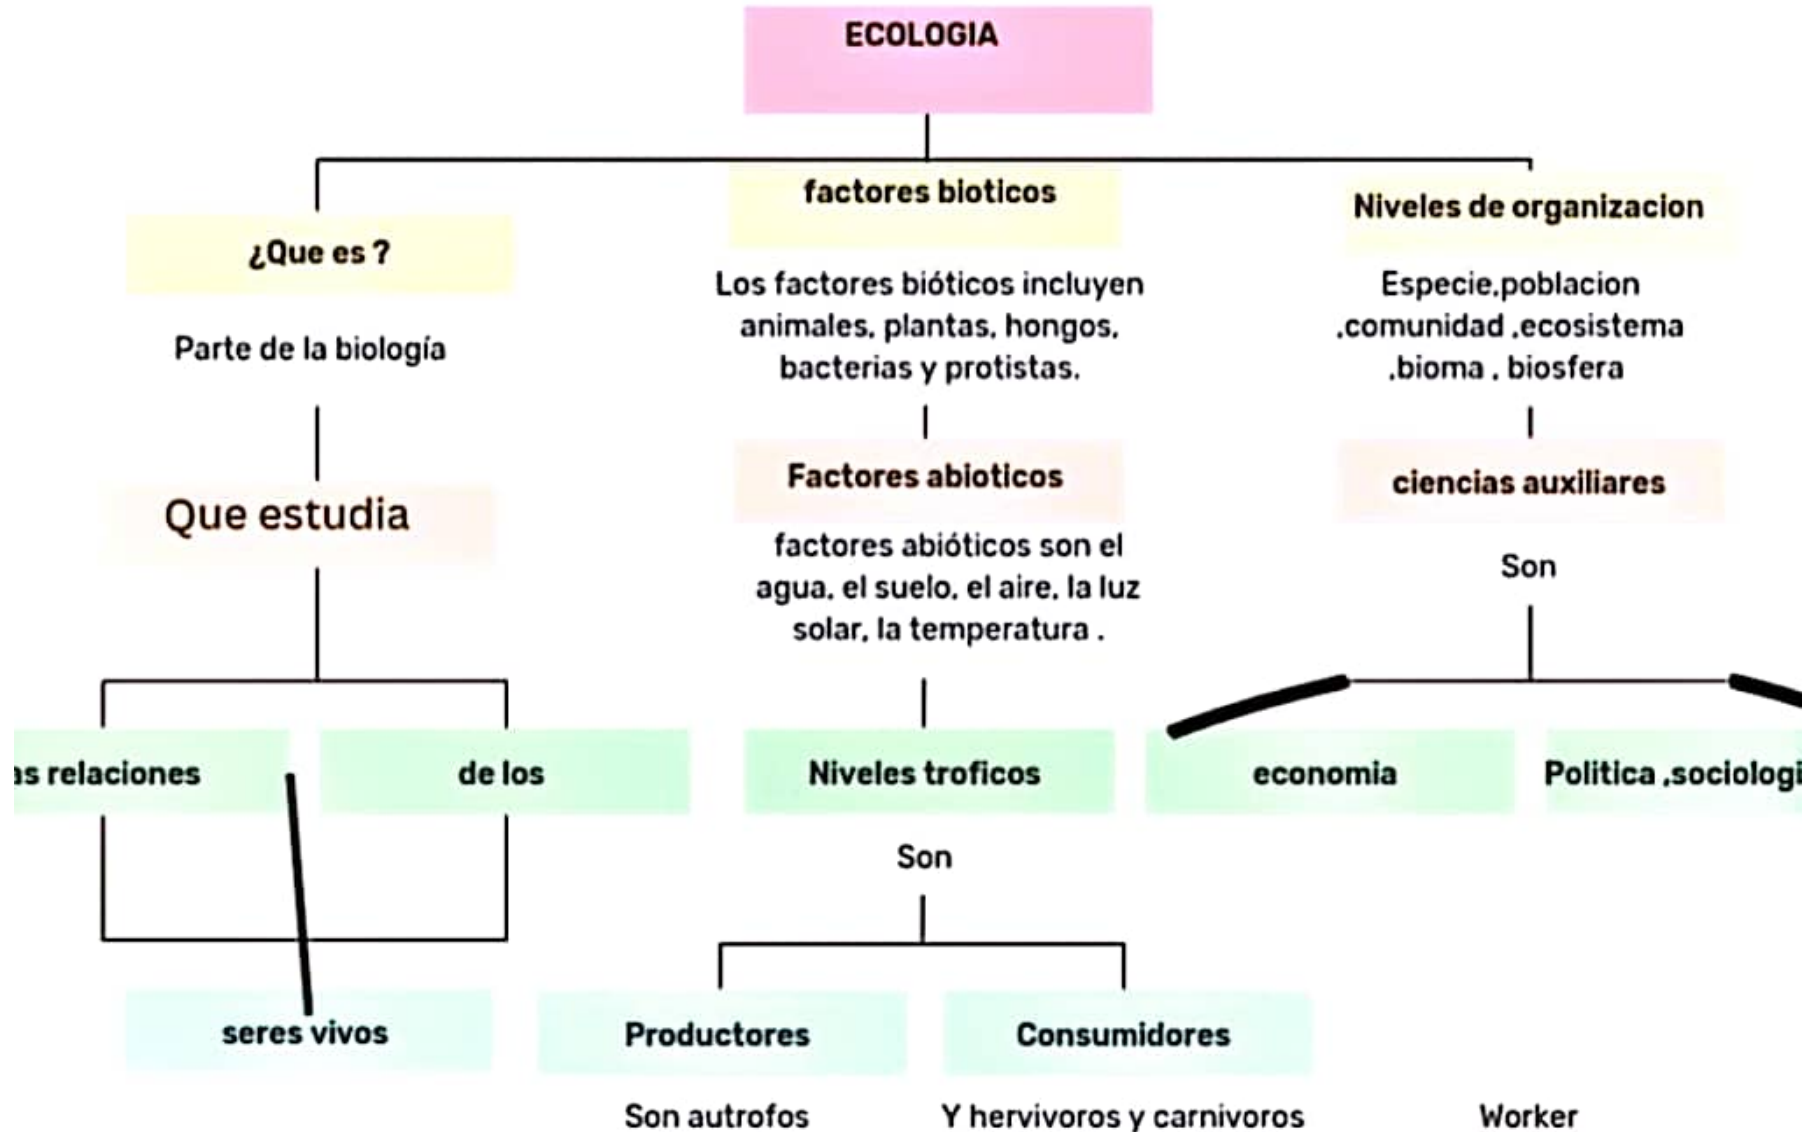 ECOLOGIA
¿Que es ?
Parte de la biología
Que estudia
as relaciones
de los
seres vivos
factores bioticos
Los factores bióticos incluyen
animales, plantas, hongos,
bacterias y protistas.
Factores abioticos
factores abióticos son el
agua, el suelo, el aire, la luz
solar, la temperatura .
Niveles troficos
Son
Productores
Son autrofos
Consumidores
Y hervivoros y carnivoros
Niveles de organizacion
Especie,poblacion
,comunidad ,ecosistema
,bioma , biosfera
ciencias auxiliares
Son
economia
Politica ,sociologi
Worker